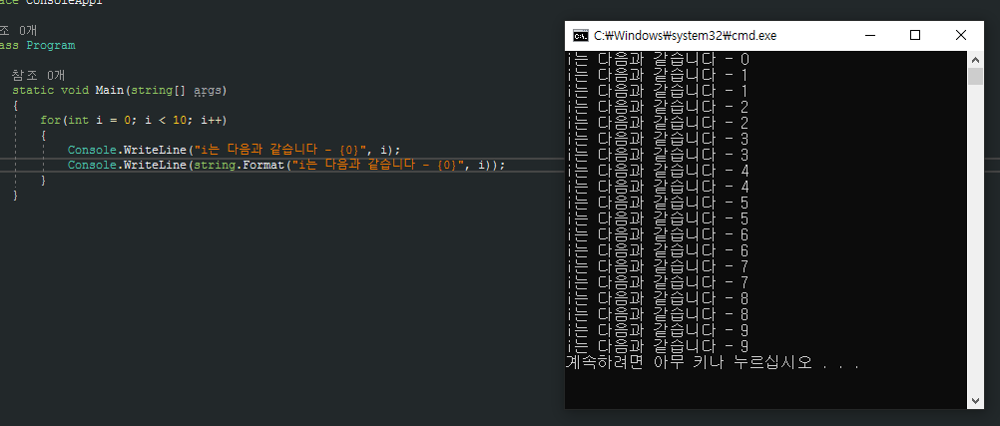 ConsoleApp1
조 0개
ass Program
참조 0개
static void Main(string[] args)
{
for(int i = 0; i < 10; i++)
{
Console.WriteLine("i는 다음과 같습니다 - {0}", i);
Console.WriteLine(string.Format("i는 다음과 같습니다 - {0}", i));
}
}
C:₩Windows₩system32₩cmd.exe
i는 다음과 같습니다 - 0
i는 다음과 같습니다 - 1
i는 다음과 같습니다 - 1
i는 다음과 같습니다 - 2
i는 다음과 같습니다 - 2
i는 다음과 같습니다 - 3
i는 다음과 같습니다 - 3
i는 다음과 같습니다 - 4
i는 다음과 같습니다 - 4
i는 다음과 같습니다 - 5
i는 다음과 같습니다 - 5
i는 다음과 같습니다 - 6
i는 다음과 같습니다 - 6
i는 다음과 같습니다 - 7
i는 다음과 같습니다 - 7
i는 다음과 같습니다 - 8
i는 다음과 같습니다 - 8
i는 다음과 같습니다 - 9
i는 다음과 같습니다 - 9
계속하려면 아무 키나 누르십시오 . . .